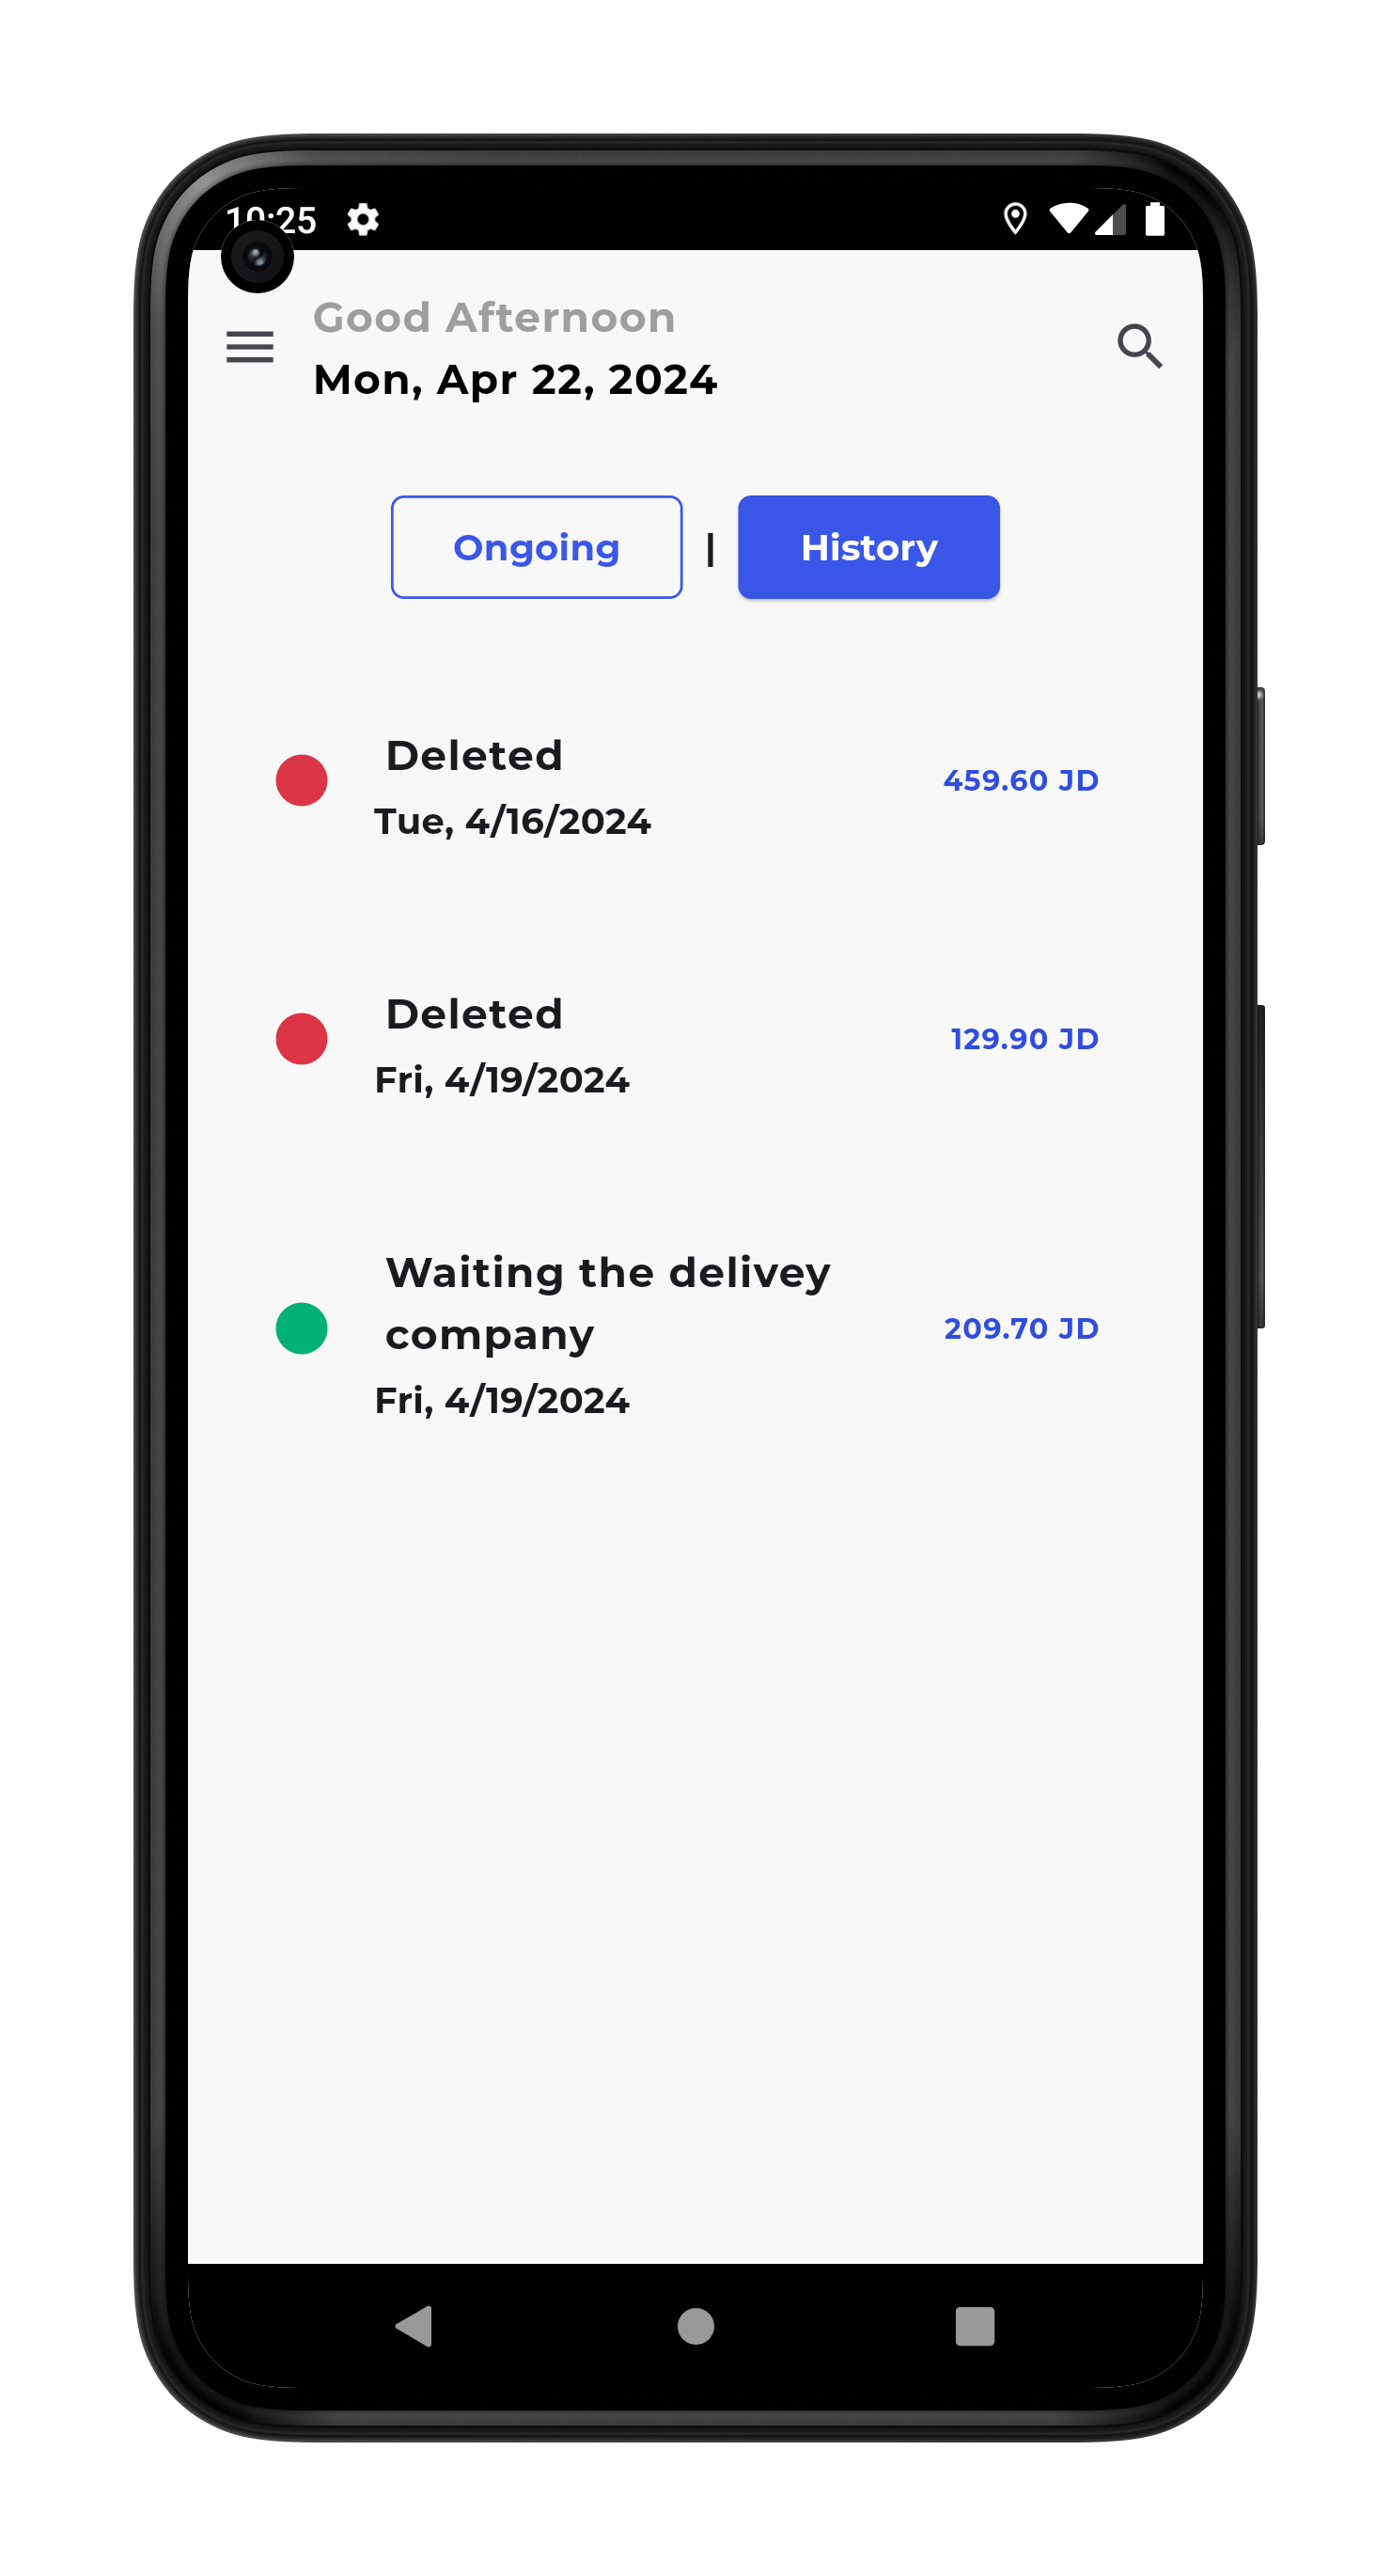 10:25
Good Afternoon
Mon, Apr 22, 2024
Ongoing | History
Deleted
459.60 JD
Tue, 4/16/2024
Deleted
129.90 JD
Fri, 4/19/2024
Waiting the delivey
company
209.70 JD
Fri, 4/19/2024